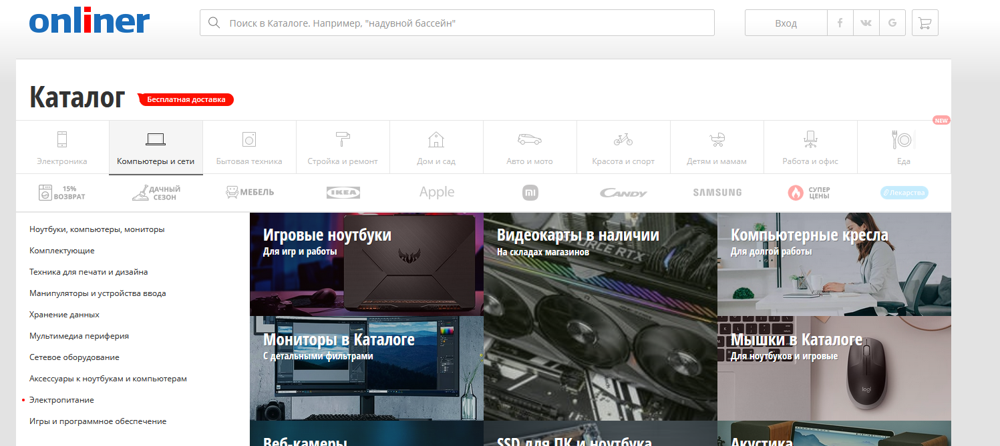 onliner
Поиск в Каталоге. Например, "надувной бассейн"
Вход
f
G
Каталог
Бесплатная доставка
NEW
Электроника
Компьютеры и сети
Бытовая техника
Стройка и ремонт
Дом и сад
Авто и мото
Красота и спорт
Детям и мамам
Работа и офис
Еда
15%
ВОЗВРАТ
ДАЧНЫЙ
СЕЗОН
МЕБЕЛЬ
IKEA
Apple
mi
CANDY
SAMSUNG
СУПЕР
ЦЕНЫ
Лекарства
Ноутбуки, компьютеры, мониторы
Комплектующие
Техника для печати и дизайна
Манипуляторы и устройства ввода
Хранение данных
Мультимедиа периферия
Сетевое оборудование
Аксессуары к ноутбукам и компьютерам
Электропитание
Игры и программное обеспечение
Игровые ноутбуки
Для игр и работы
Видеокарты в наличии
На складах магазинов
GEFORCE RTX
Компьютерные кресла
Для долгой работы
Мониторы в Каталоге
С детальными фильтрами
Мышки в Каталоге
Для ноутбуков и игровые
logi
Веб-камеры
SSD для ПК и ноутбука
Акустика